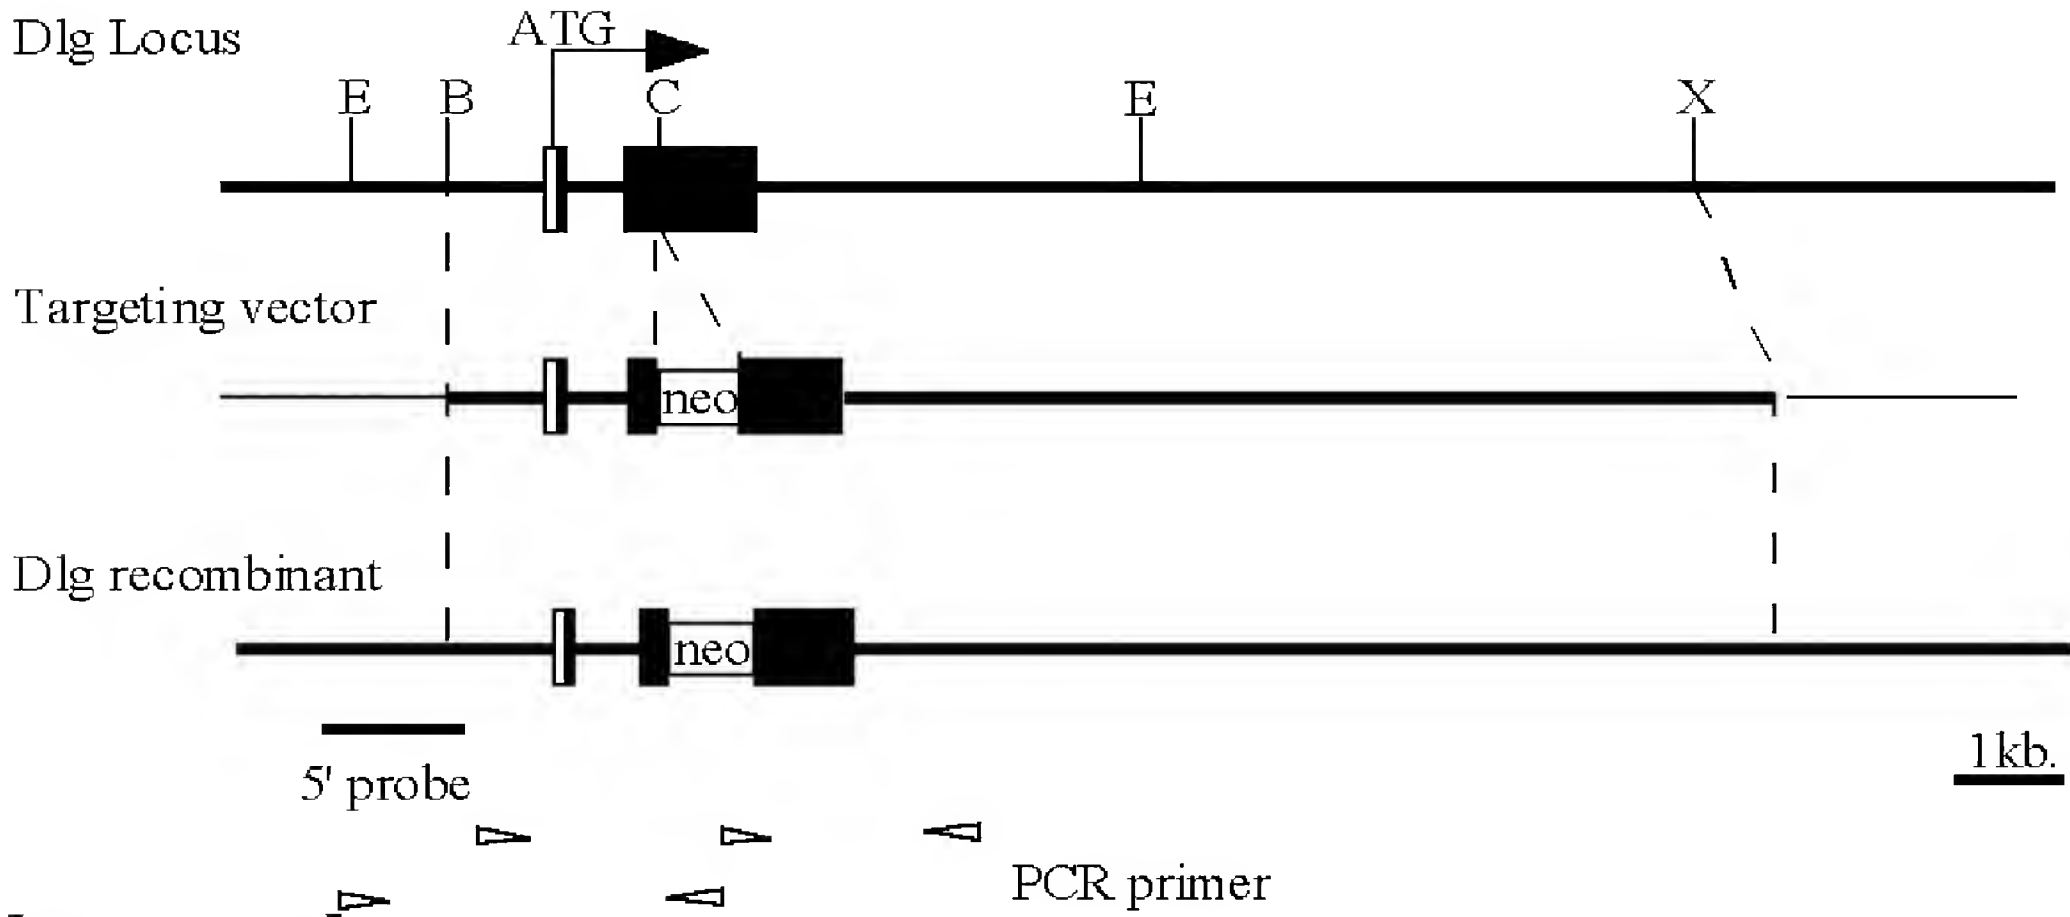 Dlg Locus
ATG
E B C E X
Targeting vector
neo
Dlg recombinant
neo
1kb.
5' probe
PCR primer